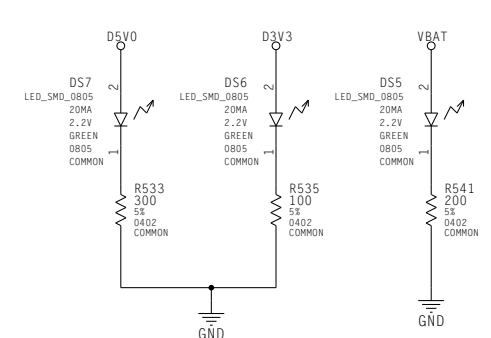 D5V0
D3V3
VBAT
2
DS7
LED_SMD_0805
20MA
2.2V
GREEN
0805
COMMON
1
2
DS6
LED_SMD_0805
20MA
2.2V
GREEN
0805
COMMON
1
2
DS5
LED_SMD_0805
20MA
2.2V
GREEN
0805
COMMON
1
R533
300
5%
0402
COMMON
R535
100
5%
0402
COMMON
R541
200
5%
0402
COMMON
GND
GND